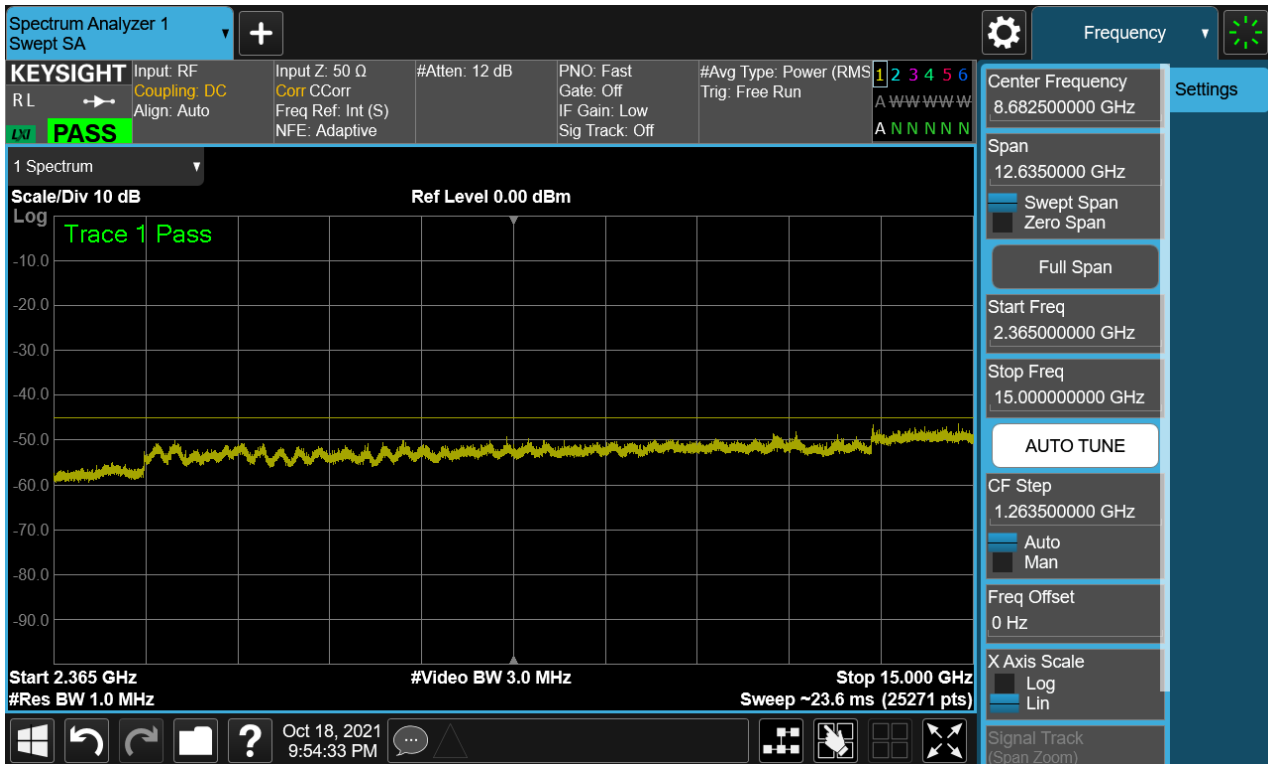 Spectrum Analyzer 1
Swept SA
+
Frequency
KEYSIGHT
RL
LXI
PASS
Input: RF
Coupling: DC
Align: Auto
Input Z: 50 Ω
Corr CCorr
Freq Ref: Int (S)
NFE: Adaptive
#Atten: 12 dB
PNO: Fast
Gate: Off
IF Gain: Low
Sig Track: Off
#Avg Type: Power (RMS
Trig: Free Run
1 2 3 4 5 6
A W W W W W
A N N N N N
1 Spectrum
Scale/Div 10 dB
Ref Level 0.00 dBm
Log
Trace 1 Pass
-10.0
-20.0
-30.0
-40.0
-50.0
-60.0
-70.0
-80.0
-90.0
Start 2.365 GHz
#Video BW 3.0 MHz
Stop 15.000 GHz
#Res BW 1.0 MHz
Sweep ~23.6 ms (25271 pts)
?
Oct 18, 2021
9:54:33 PM
Center Frequency
8.682500000 GHz
Span
12.6350000 GHz
Swept Span
Zero Span
Full Span
Start Freq
2.365000000 GHz
Stop Freq
15.000000000 GHz
AUTO TUNE
CF Step
1.263500000 GHz
Auto
Man
Freq Offset
0 Hz
X Axis Scale
Log
Lin
Signal Track
(Span Zoom)
Settings